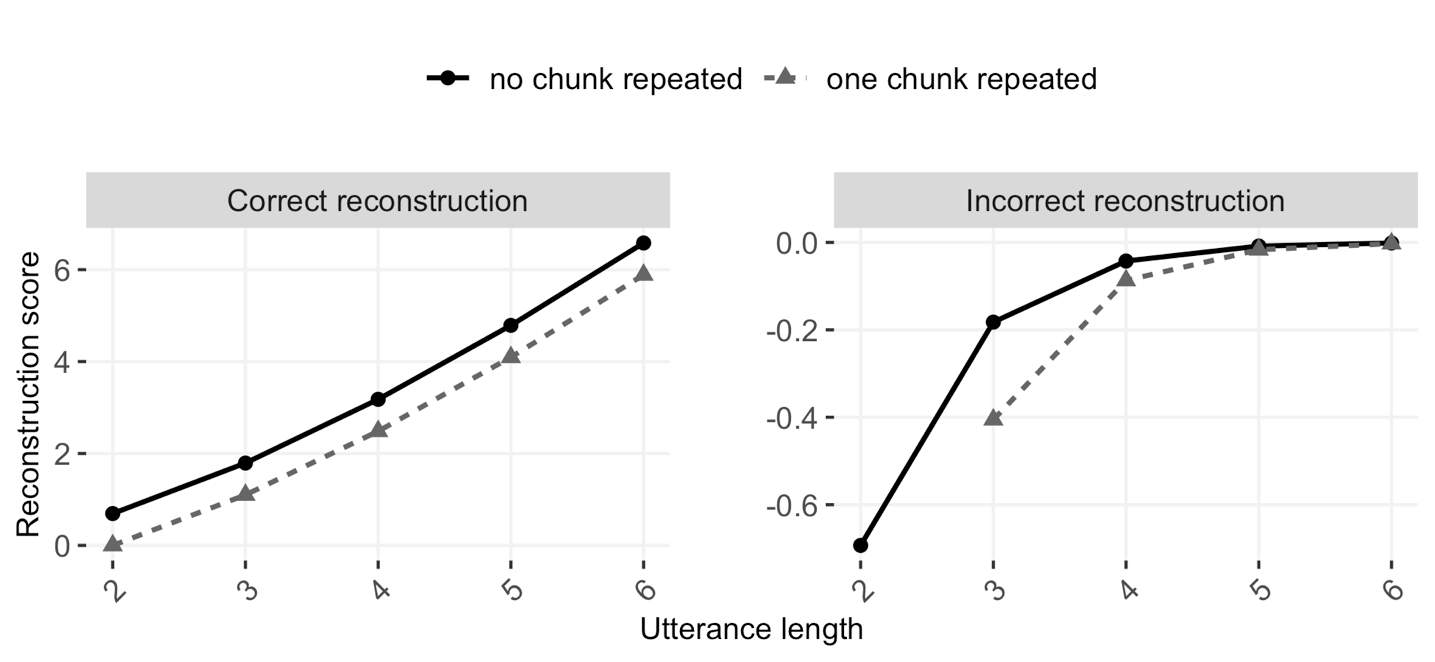 no chunk repeated one chunk repeated
Correct reconstruction
Incorrect reconstruction
Reconstruction score
6
4
2
0
2 3 4 5 6
0.0
-0.2
-0.4
-0.6
2 3 4 5 6
Utterance length